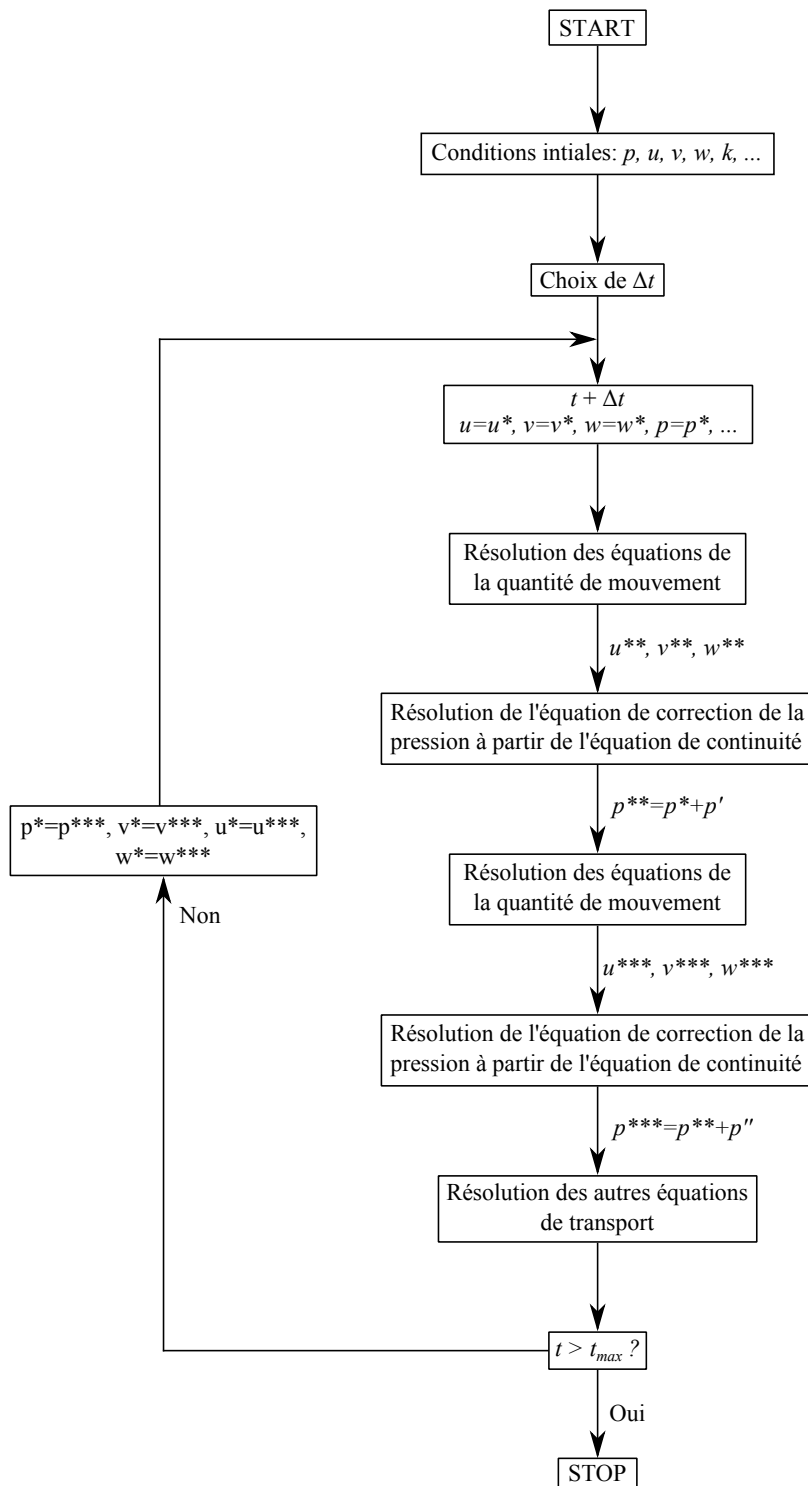 START
Conditions intiales: p, u, v, w, k, ...
Choix de Δt
t + Δt
u=u*, v=v*, w=w*, p=p*, ...
Résolution des équations de
la quantité de mouvement
u**, v**, w**
Résolution de l'équation de correction de la
pression à partir de l'équation de continuité
p**=p*+p'
p*=p***, v*=v***, u*=u***,
w*=w***
Résolution des équations de
la quantité de mouvement
Non
u***, v***, w***
Résolution de l'équation de correction de la
pression à partir de l'équation de continuité
p***=p**+p''
Résolution des autres équations
de transport
t > tmax ?
Oui
STOP